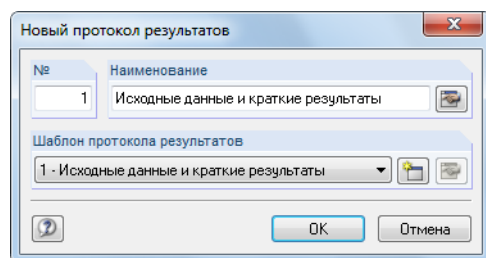 Новый протокол результатов
№ Наименование
1 Исходные данные и краткие результаты
Шаблон протокола результатов
1 - Исходные данные и краткие результаты
OK Отмена